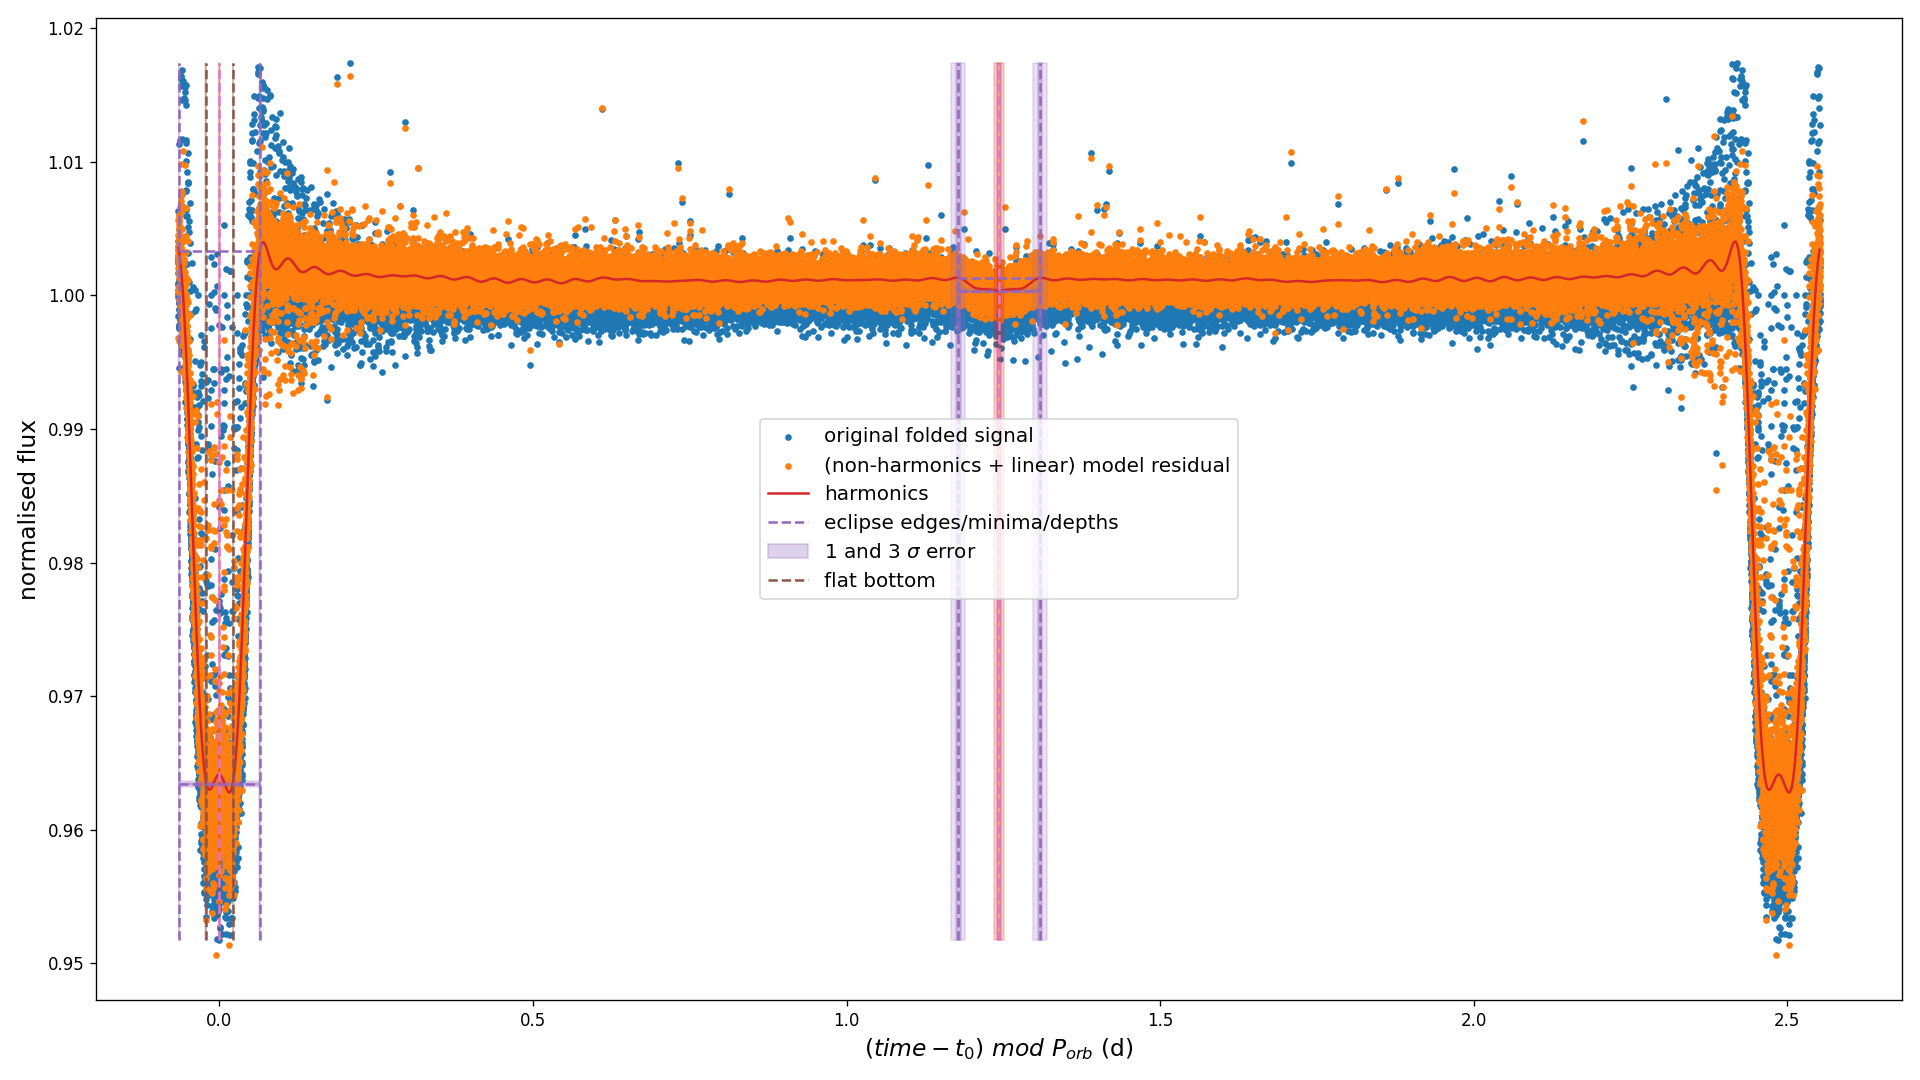 1.02
1.01
1.00
0.99
0.98
0.97
0.96
0.95
normalised flux
original folded signal
(non-harmonics + linear) model residual
harmonics
eclipse edges/minima/depths
1 and 3 σ error
flat bottom
0.0 0.5 1.0 1.5 2.0 2.5
(time − t₀) mod Pₒᵣb (d)